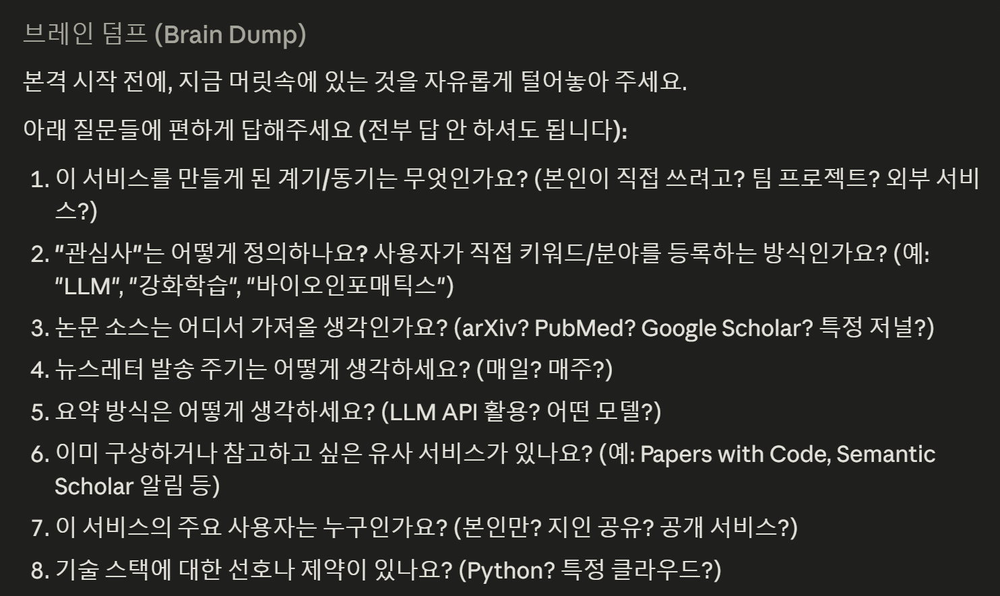 브레인 덤프 (Brain Dump)
본격 시작 전에, 지금 머릿속에 있는 것을 자유롭게 털어놓아 주세요.
아래 질문들에 편하게 답해주세요 (전부 답 안 하셔도 됩니다):
1. 이 서비스를 만들게 된 계기/동기는 무엇인가요? (본인이 직접 쓰려고? 팀 프로젝트? 외부 서비
스?)
2. "관심사"는 어떻게 정의하나요? 사용자가 직접 키워드/분야를 등록하는 방식인가요? (예:
"LLM", "강화학습", "바이오인포매틱스")
3. 논문 소스는 어디서 가져올 생각인가요? (arXiv? PubMed? Google Scholar? 특정 저널?)
4. 뉴스레터 발송 주기는 어떻게 생각하세요? (매일? 매주?)
5. 요약 방식은 어떻게 생각하세요? (LLM API 활용? 어떤 모델?)
6. 이미 구상하거나 참고하고 싶은 유사 서비스가 있나요? (예: Papers with Code, Semantic
Scholar 알림 등)
7. 이 서비스의 주요 사용자는 누구인가요? (본인만? 지인 공유? 공개 서비스?)
8. 기술 스택에 대한 선호나 제약이 있나요? (Python? 특정 클라우드?)